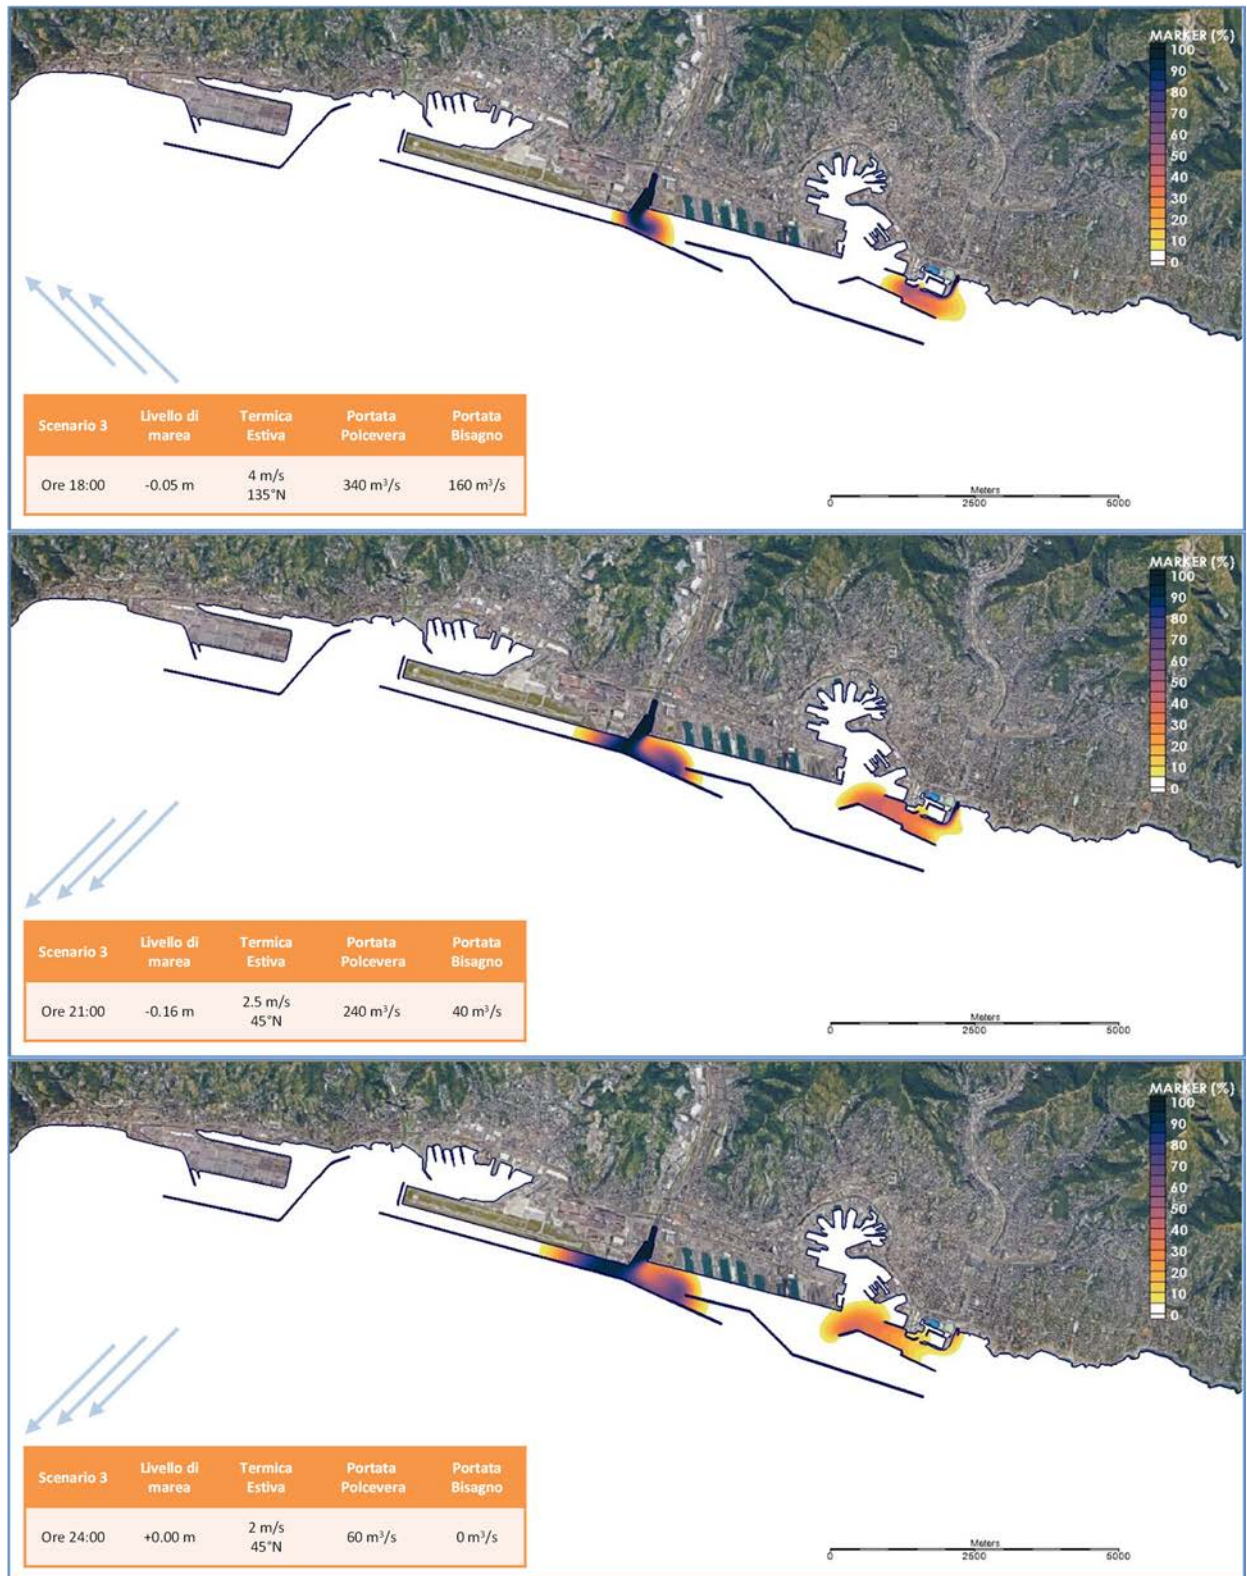 MARKER (%)
100
90
80
70
60
50
40
30
20
10
0
Scenario 3 Livello di marea Termica Estiva Portata Polcevera Portata Bisagno
Ore 18:00 -0.05 m 4 m/s 135°N 340 m³/s 160 m³/s
Meters
0 2500 5000
MARKER (%)
100
90
80
70
60
50
40
30
20
10
0
Scenario 3 Livello di marea Termica Estiva Portata Polcevera Portata Bisagno
Ore 21:00 -0.16 m 2.5 m/s 45°N 240 m³/s 40 m³/s
Meters
0 2500 5000
MARKER (%)
100
90
80
70
60
50
40
30
20
10
0
Scenario 3 Livello di marea Termica Estiva Portata Polcevera Portata Bisagno
Ore 24:00 +0.00 m 2 m/s 45°N 60 m³/s 0 m³/s
Meters
0 2500 5000